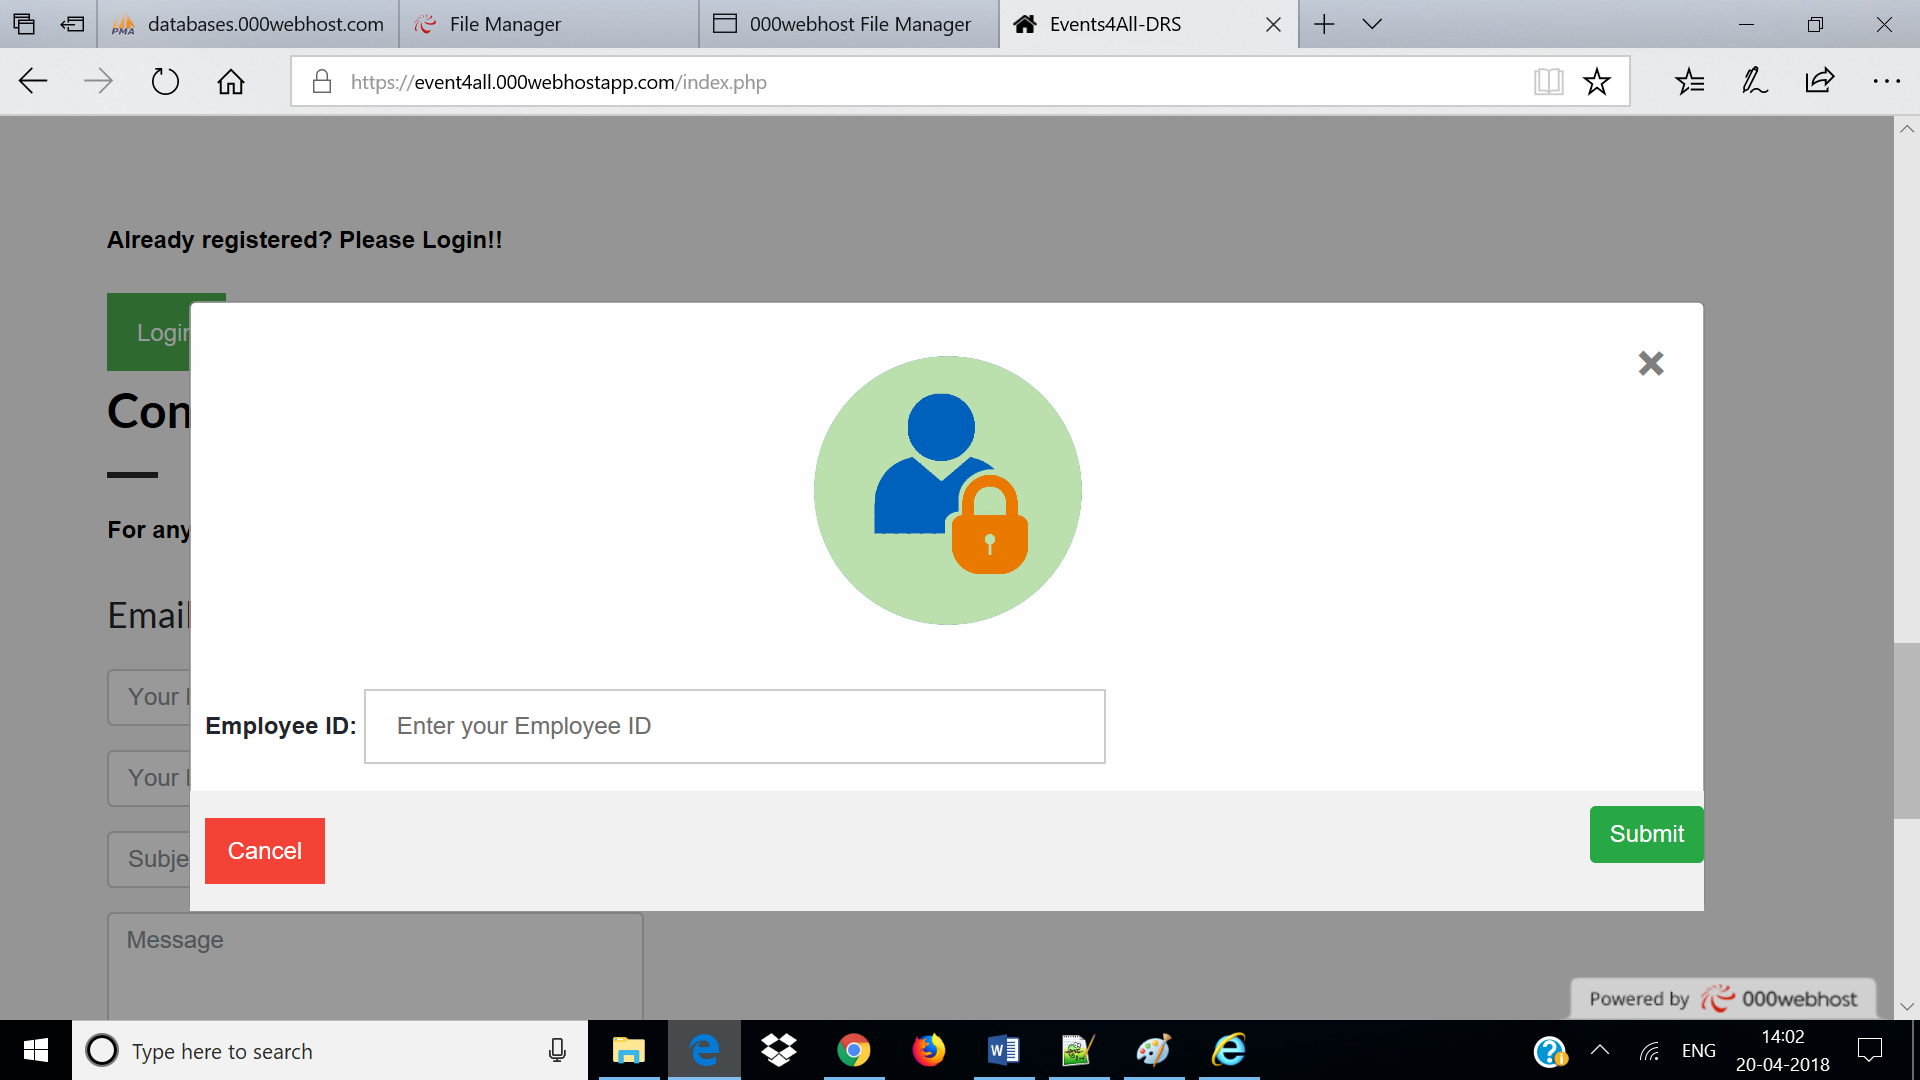 databases.000webhost.com
File Manager
000webhost File Manager
Events4All-DRS
https://event4all.000webhostapp.com/index.php
Already registered? Please Login!!
Login
Con
For any
Email
Employee ID: Enter your Employee ID
Your
Your
Subje
Cancel
Submit
Message
Powered by 000webhost
Type here to search
ENG
14:02
20-04-2018